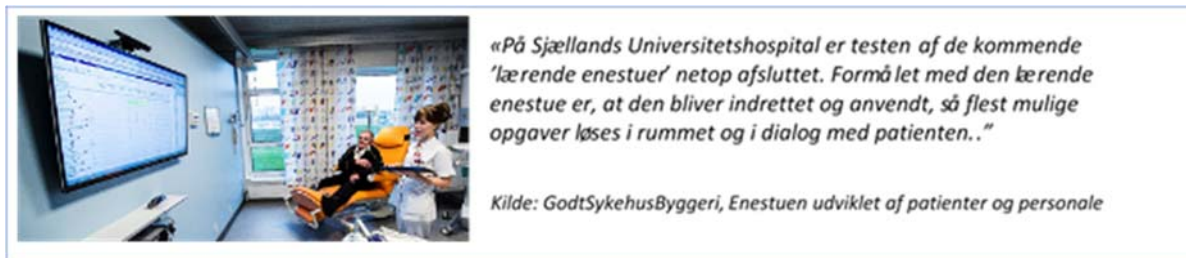 «På Sjællands Universitetshospital er testen af de kommende
'lærende enestuer' netop afsluttet. Formålet med den lærende
enestue er, at den bliver indrettet og anvendt, så flest mulige
opgaver løses i rummet og i dialog med patienten. .”
Kilde: GodtSykehusByggeri, Enestuen udviklet af patienter og personale